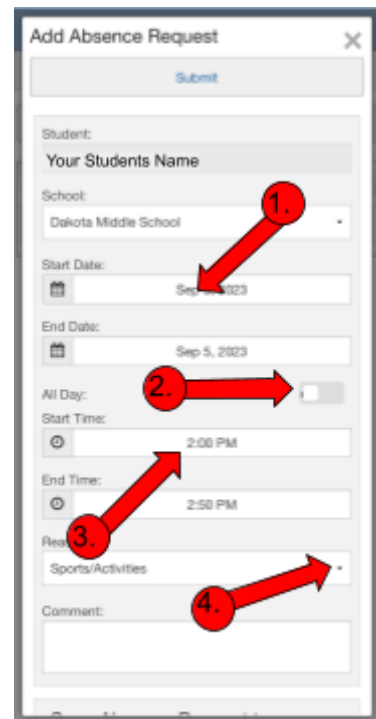 Add Absence Request ×
Submit
Student:
Your Students Name
School:
1.
Dakota Middle School
Start Date:
Sep 2023
End Date:
Sep 5, 2023
2.
All Day:
Start Time:
2:00 PM
End Time:
2:50 PM
3.
Sports/Activities
4.
Comment: